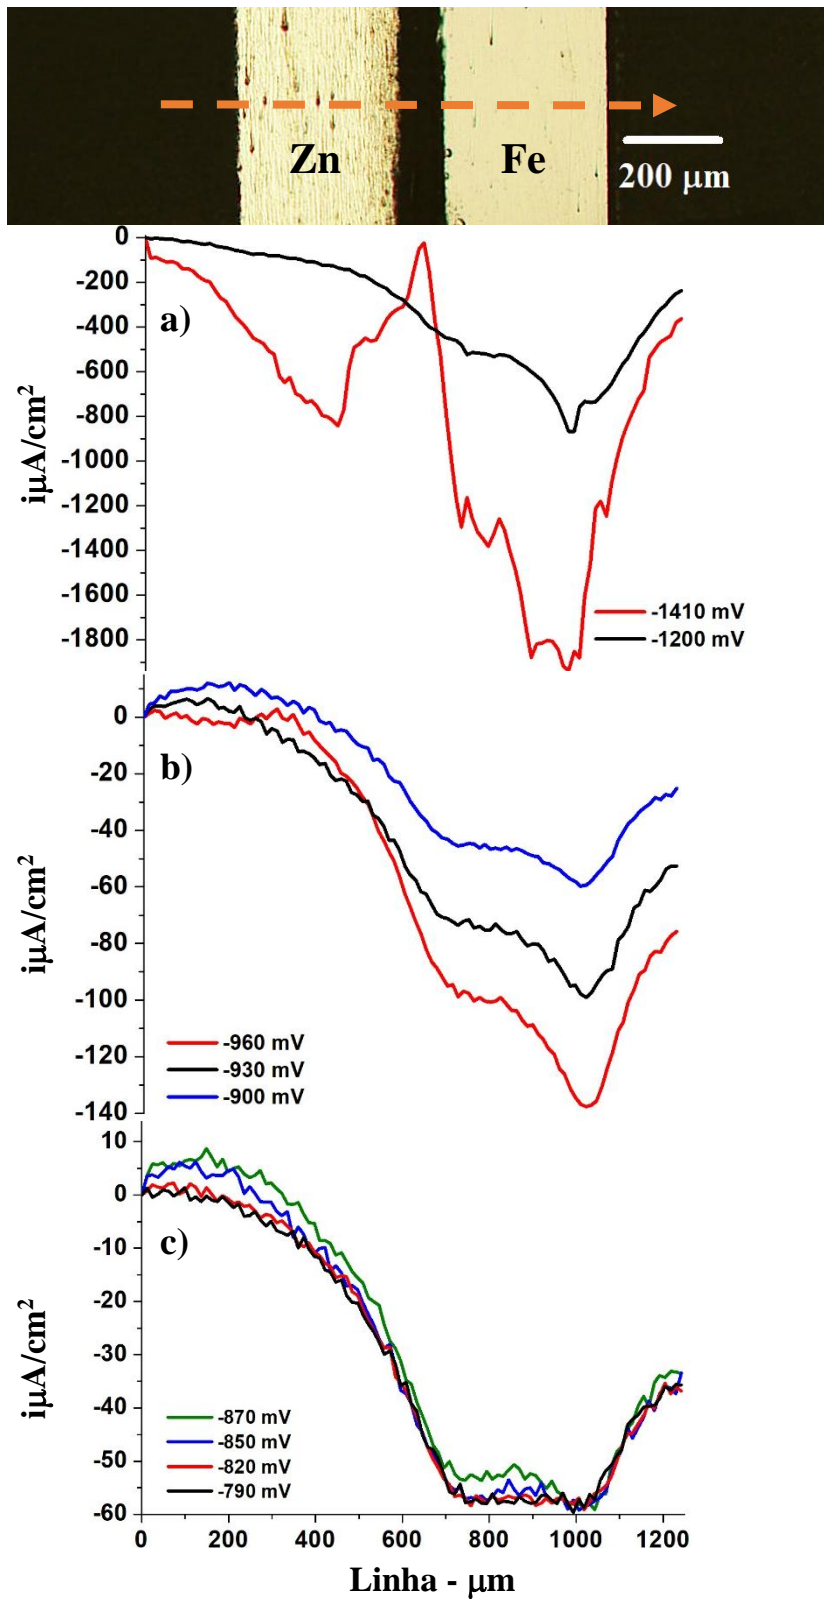 Zn
Fe
200 µm
0
-200
-400
-600
-800
-1000
-1200
-1400
-1600
-1800
a)
iµA/cm²
-1410 mV
-1200 mV
0
-20
-40
-60
-80
-100
-120
-140
b)
iµA/cm²
-960 mV
-930 mV
-900 mV
10
0
-10
-20
-30
-40
-50
-60
c)
iµA/cm²
-870 mV
-850 mV
-820 mV
-790 mV
0 200 400 600 800 1000 1200
Linha - µm